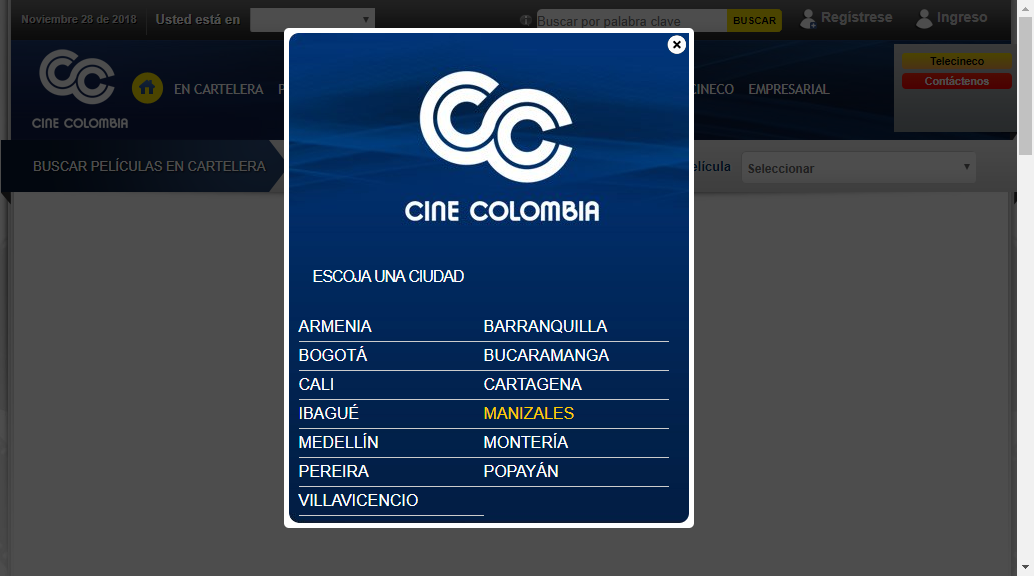 Noviembre 28 de 2018
Usted está en
Buscar por palabra clave
BUSCAR
Regístrese
Ingreso
CINE COLOMBIA
EN CARTELERA
P
CINECO
EMPRESARIAL
Telecineco
Contáctenos
BUSCAR PELÍCULAS EN CARTELERA
elícula
Seleccionar
CINE COLOMBIA
ESCOJA UNA CIUDAD
ARMENIA
BARRANQUILLA
BOGOTÁ
BUCARAMANGA
CALI
CARTAGENA
IBAGUÉ
MANIZALES
MEDELLÍN
MONTERÍA
PEREIRA
POPAYÁN
VILLAVICENCIO